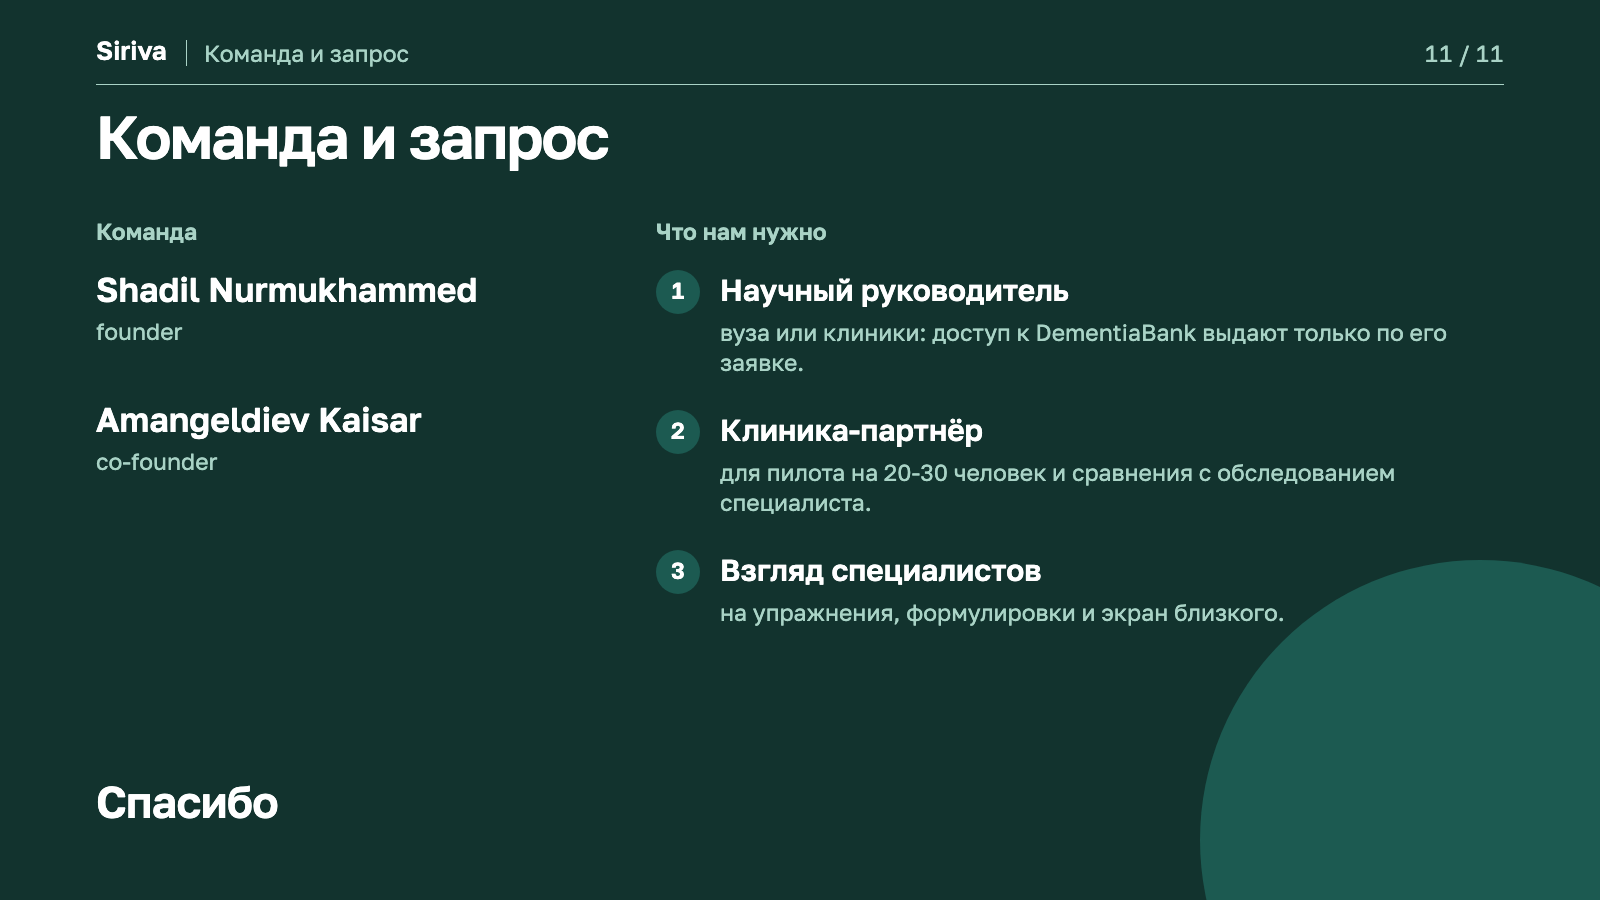 Siriva
Команда и запрос
11 / 11
Команда и запрос
Команда
Shadil Nurmukhammed
founder
Amangeldiev Kaisar
co-founder
Что нам нужно
1
Научный руководитель
вуза или клиники: доступ к DementiaBank выдают только по его
заявке.
2
Клиника-партнёр
для пилота на 20-30 человек и сравнения с обследованием
специалиста.
3
Взгляд специалистов
на упражнения, формулировки и экран близкого.
Спасибо